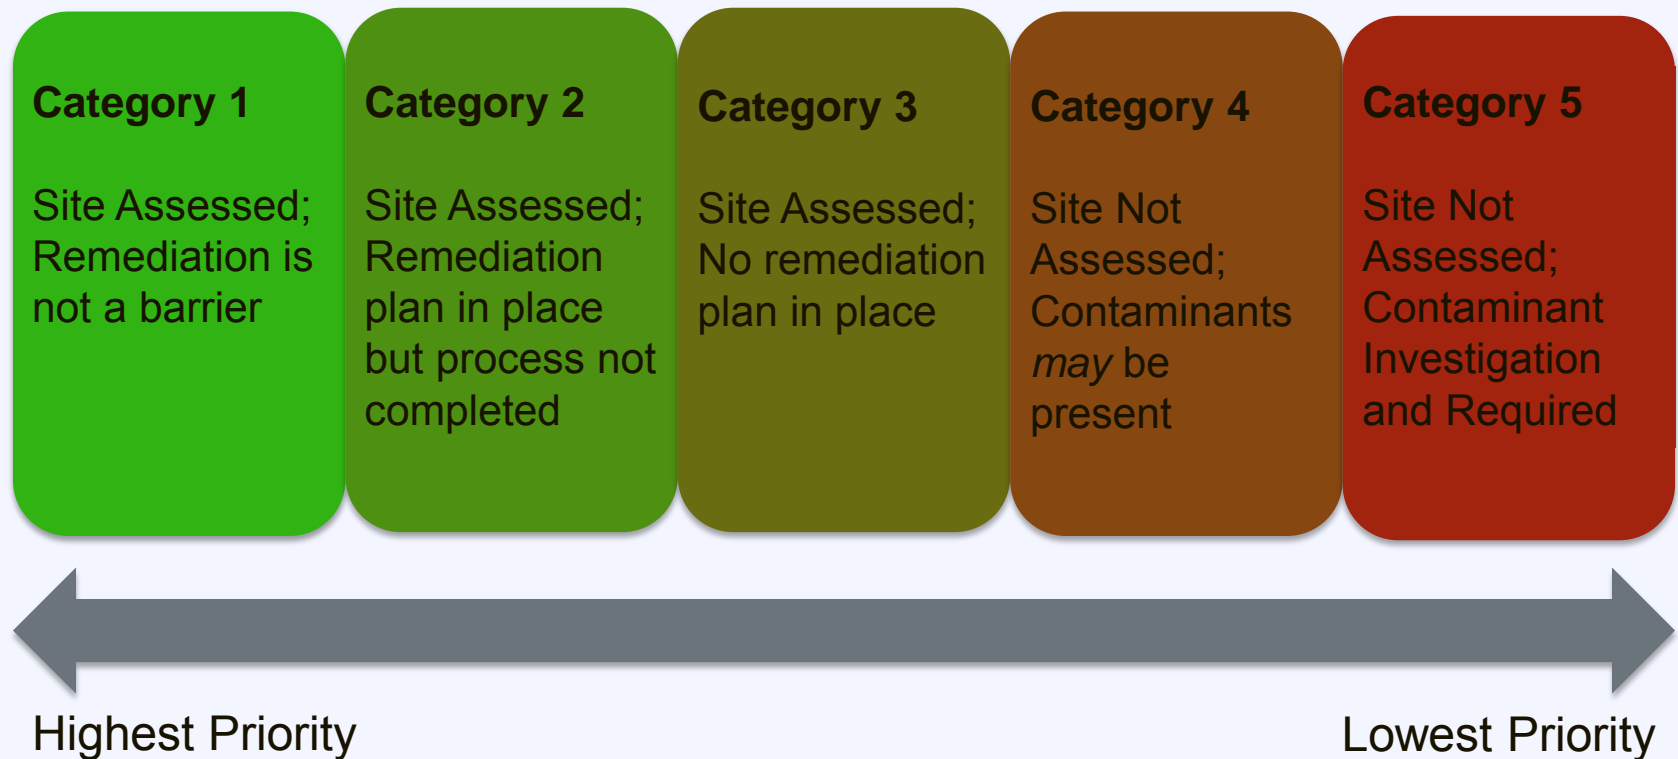 Category 1
Site Assessed;
Remediation is
not a barrier
Category 2
Site Assessed;
Remediation
plan in place
but process not
completed
Category 3
Site Assessed;
No remediation
plan in place
Category 4
Site Not
Assessed;
Contaminants
may be
present
Category 5
Site Not
Assessed;
Contaminant
Investigation
and Required
Highest Priority
Lowest Priority